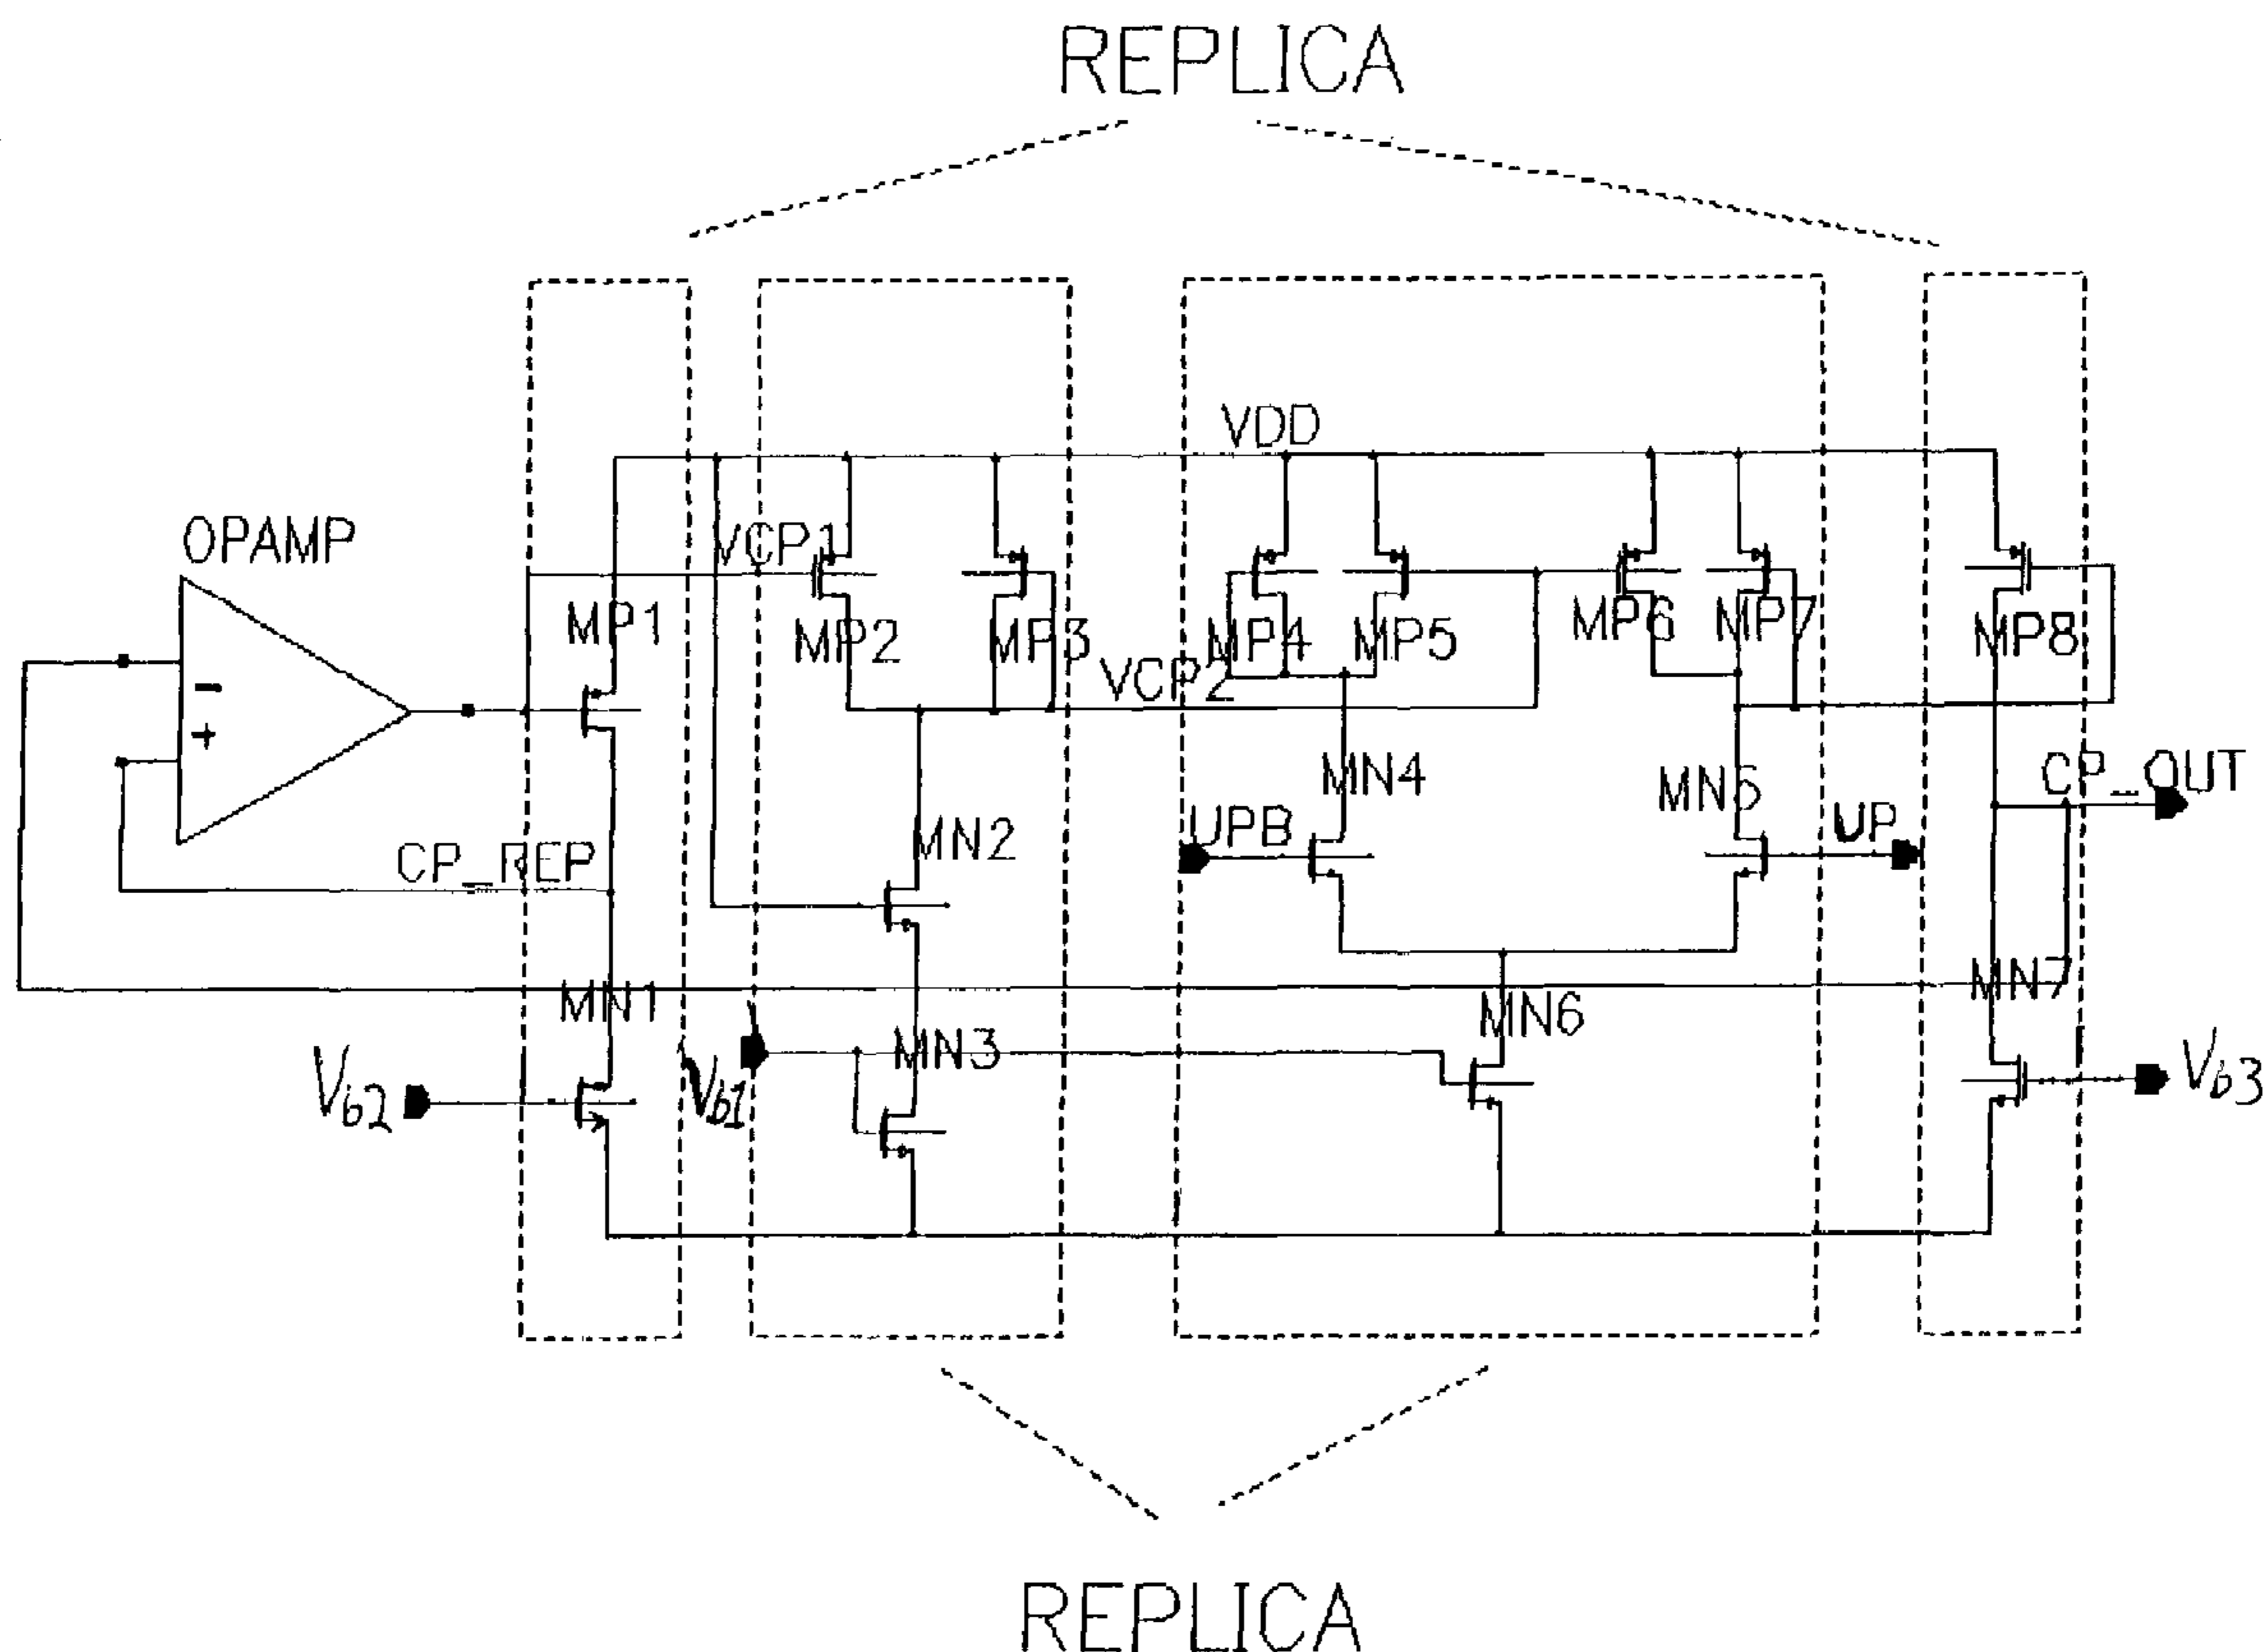 REPLICA
VDD
OPAMP
VCP1
MP1
MP2
MP3
MP4
MP5
MP6
MP7
MP8
VCP2
-
+
MN4
MN5
CP_OUT
UPB
UP
MN2
CP_REP
MN1
MN3
MN6
MN7
Vb2
Vb1
Vb3
REPLICA